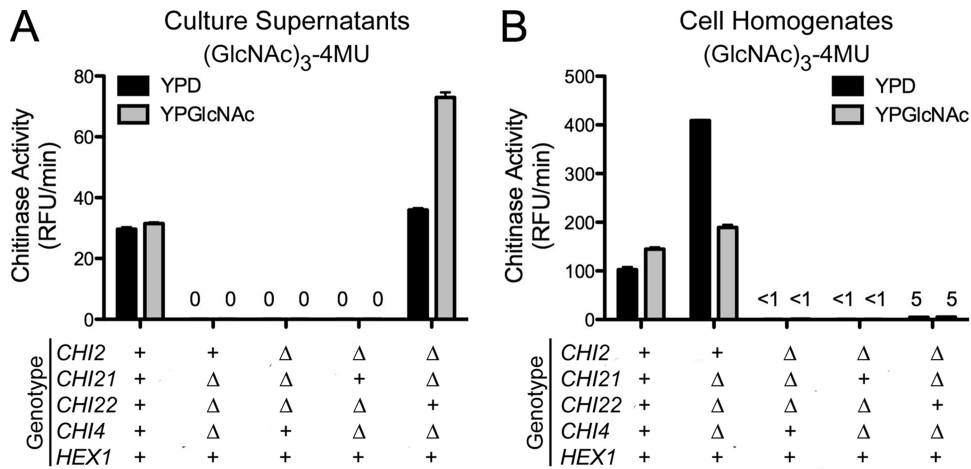 A
Culture Supernatants
(GlcNAc)3-4MU
YPD
YPGlcNAc
Chitinase Activity
(RFU/min)
80
60
40
20
0
0 0 0 0 0 0
Genotype
CHI2 + + Δ Δ Δ
CHI21 + Δ Δ + Δ
CHI22 + Δ Δ Δ +
CHI4 + Δ + Δ Δ
HEX1 + + + + +
B
Cell Homogenates
(GlcNAc)3-4MU
YPD
YPGlcNAc
Chitinase Activity
(RFU/min)
500
400
300
200
100
0
<1 <1 <1 <1 5 5
Genotype
CHI2 + + Δ Δ Δ
CHI21 + Δ Δ + Δ
CHI22 + Δ Δ Δ +
CHI4 + Δ + Δ Δ
HEX1 + + + + +